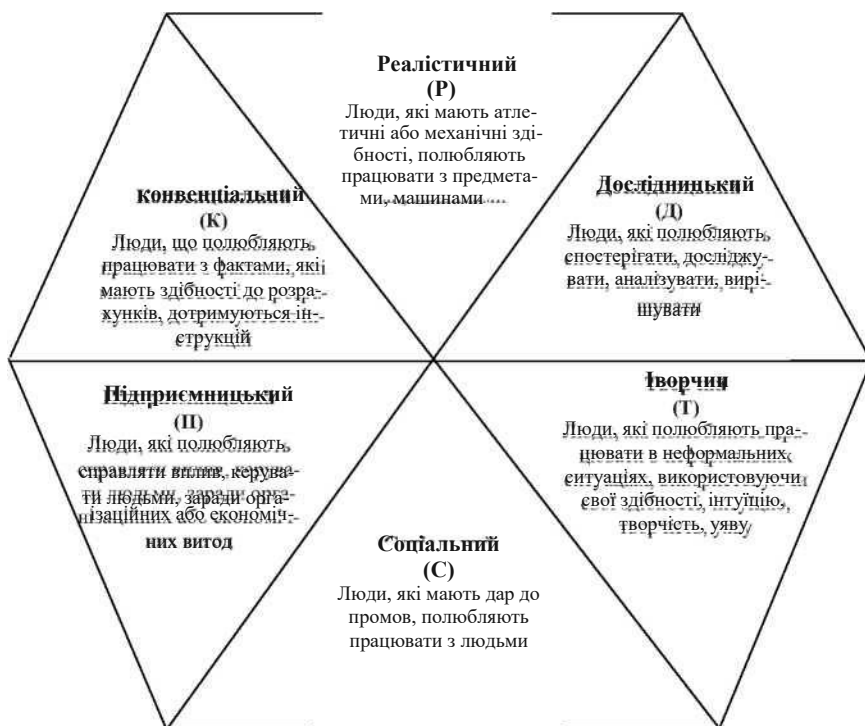 Реалістичний
(Р)
Люди, які мають атле-
тичні або механічні зді-
бності, полюбляють
працювати з предмета-
ми, машинами
конвенціальний
(К)
Люди, що полюбляють
працювати з фактами, які
мають здібності до розра-
хунків, дотримуються ін-
струкцій
Дослідницький
(Д)
Люди, які полюбляють
спостерігати, досліджу-
вати, аналізувати, вирі-
шувати
Підприємницький
(П)
Люди, які полюбляють
справляти вплив, керува-
ти людьми, заради орга-
нізаційних або економіч-
них витод
Іворчии
(Т)
Люди, які полюбляють пра-
цювати в неформальних
ситуаціях, використовуючи
свої здібності, інтуїцію,
творчість, уяву
Соціальний
(С)
Люди, які мають дар до
промов, полюбляють
працювати з людьми